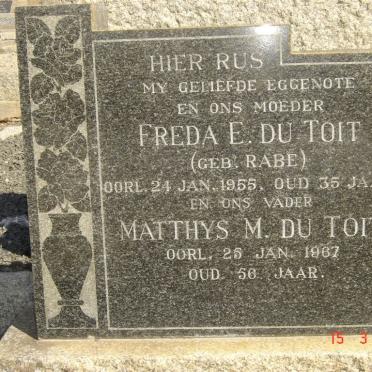 HIER RUS
MY GELIEFDE EGGENOTE
EN ONS MOEDER
FREDA E. DU TOIT
(GEB. RABE)
OORL. 24 JAN. 1955, OUD 35 JA
EN ONS VADER
MATTHYS M. DU TOI
OORL. 25 JAN. 1967
OUD. 56 JAAR.
15 3